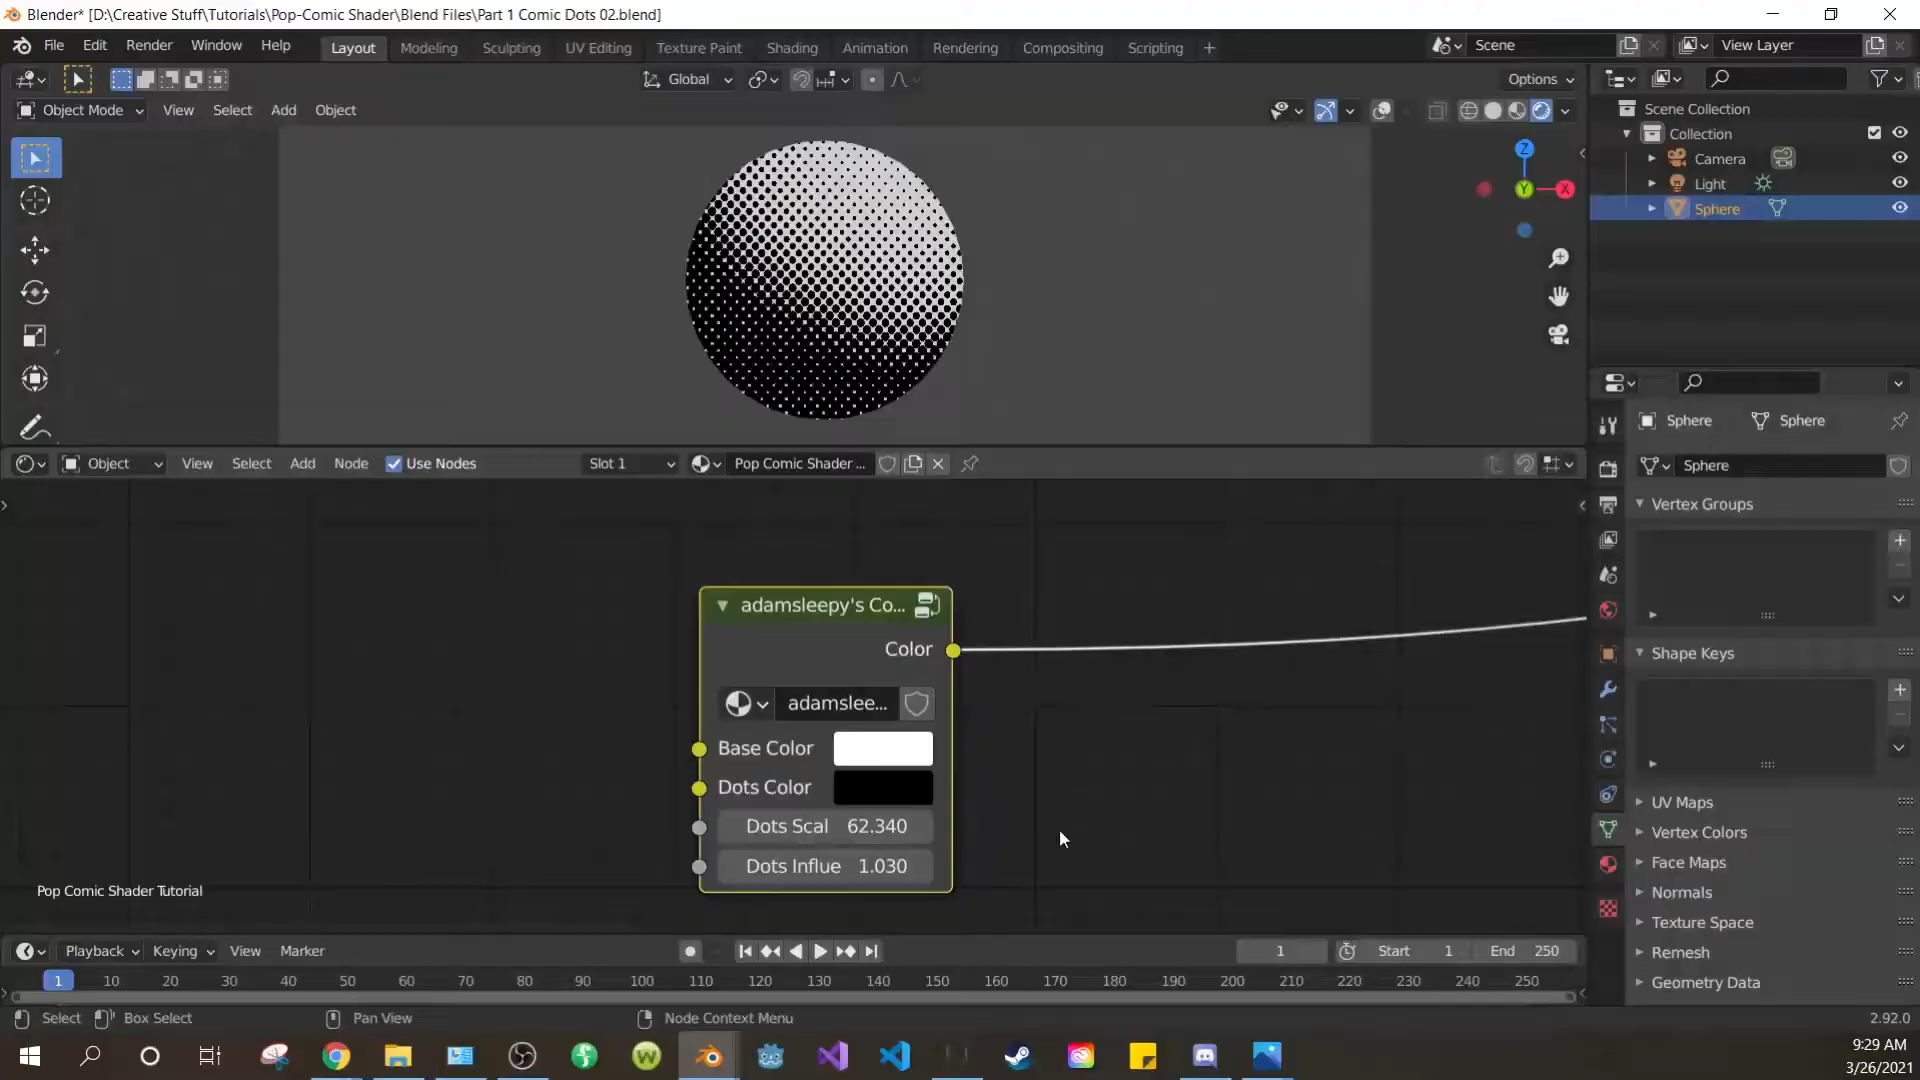 Blender* [D:\Creative Stuff\Tutorials\Pop-Comic Shader\Blend Files\Part 1 Comic Dots 02.blend]
File Edit Render Window Help Layout Modeling Sculpting UV Editing Texture Paint Shading Animation Rendering Compositing Scripting + Scene View Layer
Global Options
Object Mode View Select Add Object
Scene Collection
Collection
Camera
Light
Sphere
Z
Y
X
Sphere Sphere
Object View Select Add Node Use Nodes Slot 1 Pop Comic Shader ...
Sphere
Vertex Groups
adamsleepy's Co...
Color
Shape Keys
adamslee...
Base Color
Dots Color
Dots Scal 62.340
Dots Influe 1.030
Pop Comic Shader Tutorial
UV Maps
Vertex Colors
Face Maps
Normals
Texture Space
Remesh
Geometry Data
Playback Keying View Marker 1 Start 1 End 250
1 10 20 30 40 50 60 70 80 90 100 110 120 130 140 150 160 170 180 190 200 210 220 230 240 250
Select Box Select Pan View Node Context Menu 2.92.0
9:29 AM
3/26/2021